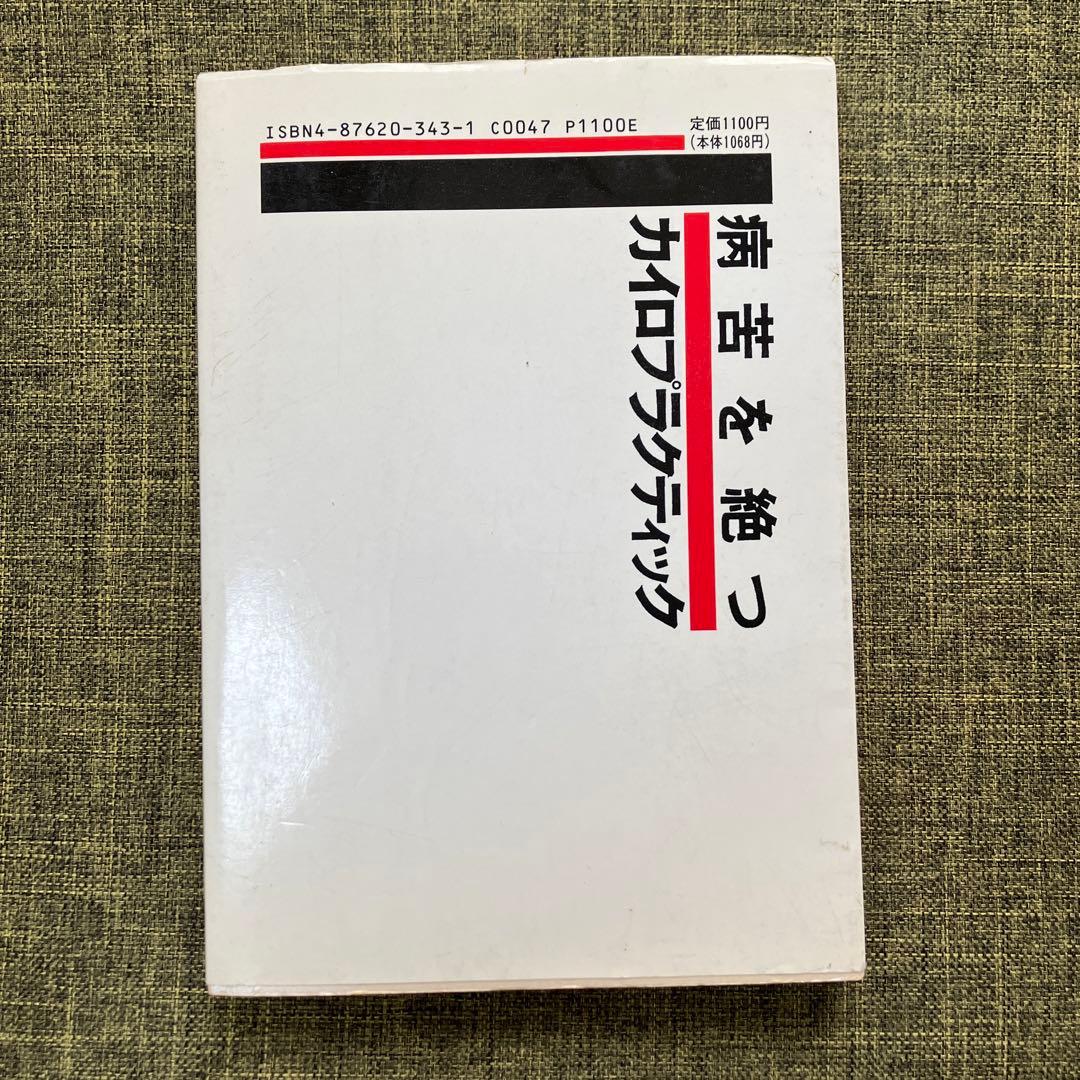 ISBN4-87620-343-1 C0047 P1100E
定価1100円
(本体1068円)
病苦を絶つ
カイロプラクティック